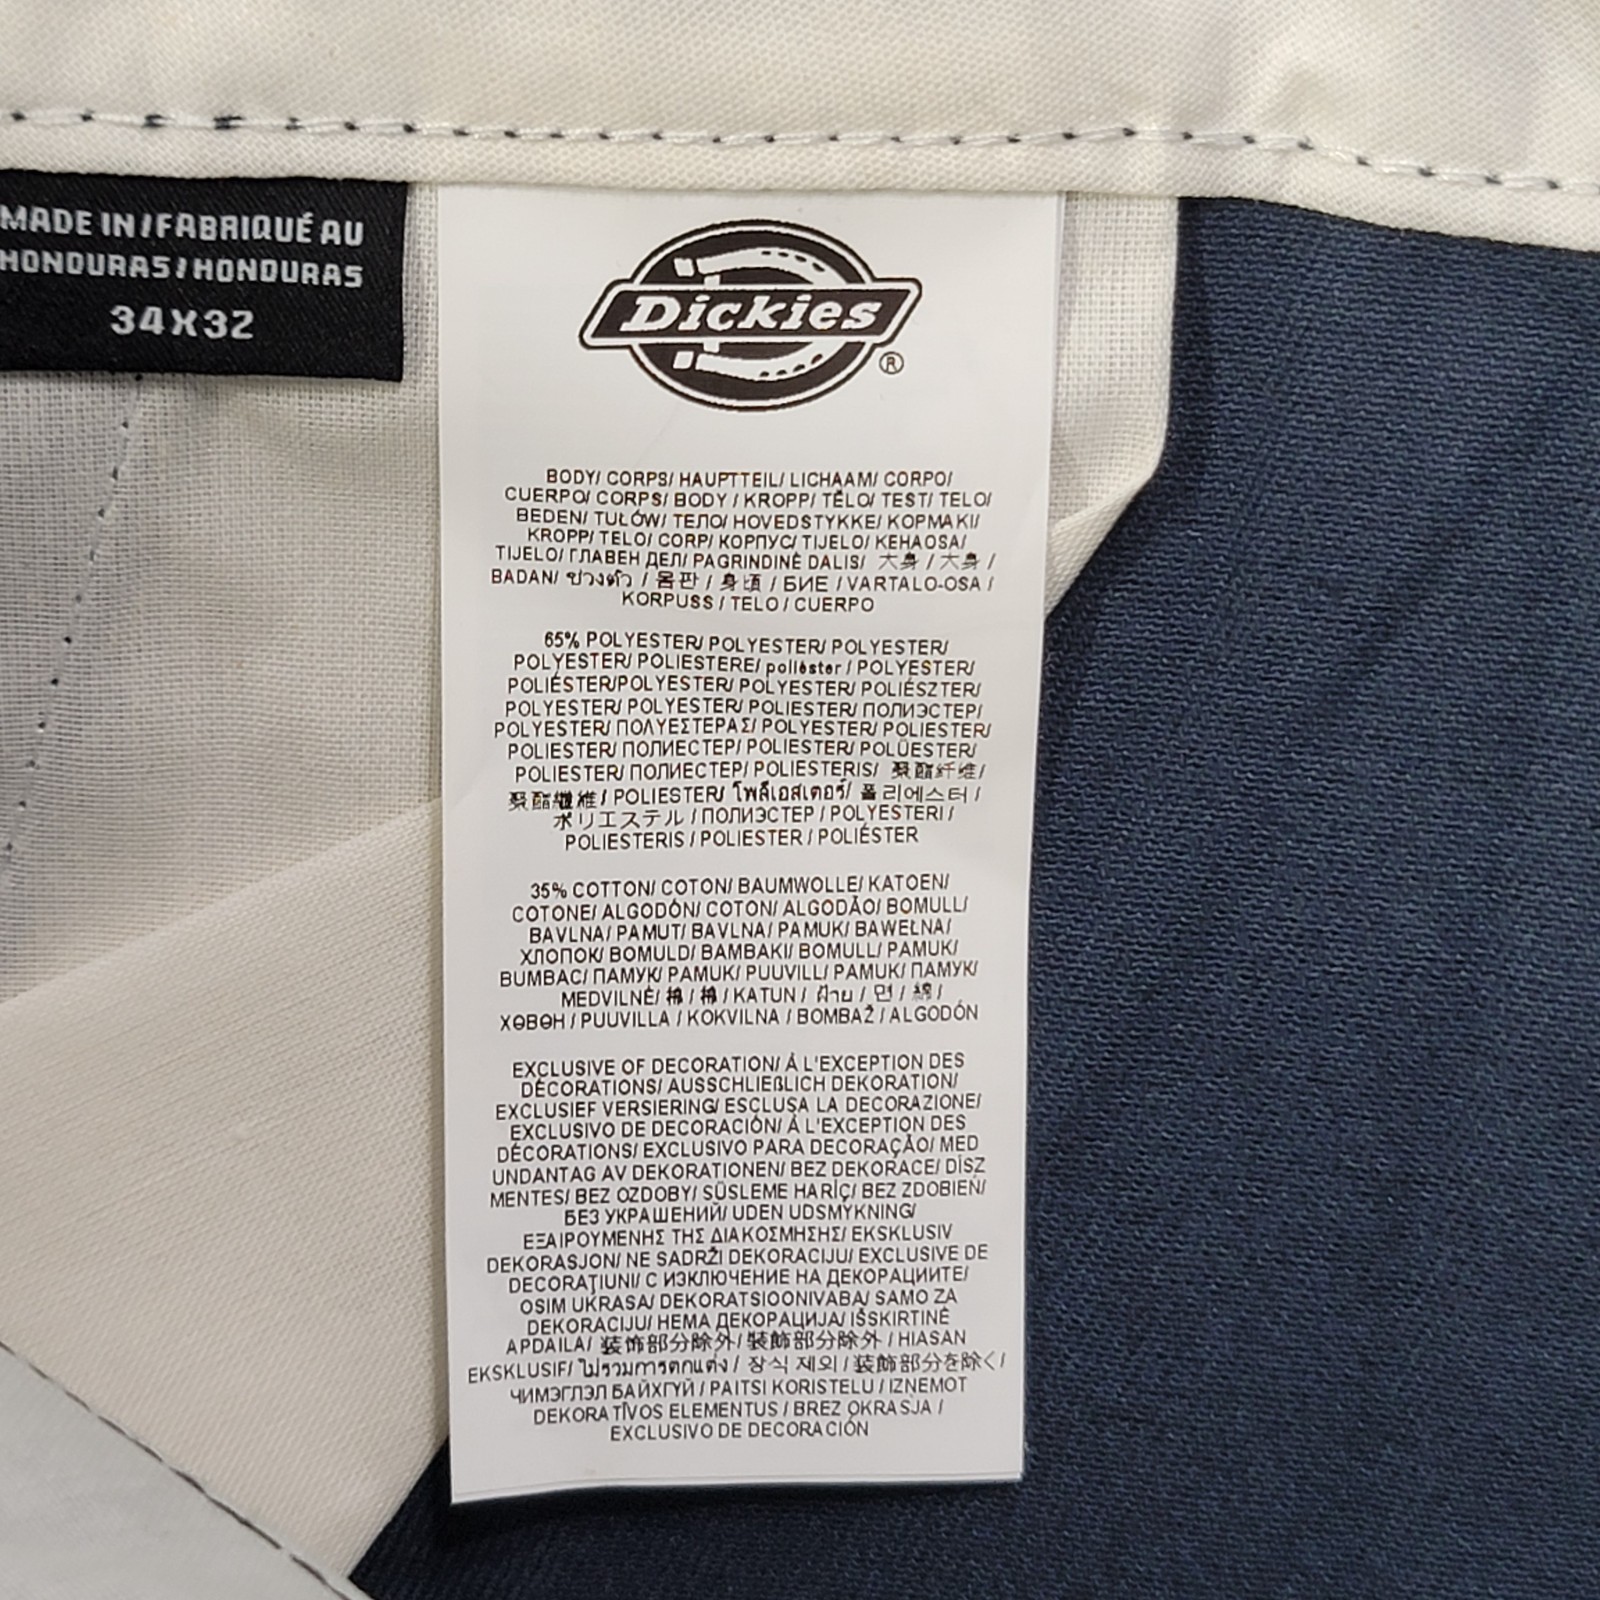 MADE IN/FABRIQUÉ AU
HONDURAS/HONDURAS
34X32
Dickies
®
BODY/ CORPS/ HAUPTTEIL/ LICHAAM/ CORPO/
CUERPO/ CORPS/ BODY / KROPP/ TĚLO/ TEST/ TELO/
BEDEN/ TUŁÓW/ ТЕЛО/ HOVEDSTYKKE/ ΚΟΡΜΑΚΙ/
KROPP/ TELO/ CORP/ КОРПУС/ TIJELO/ KEHAOSA/
TIJELO/ ГЛАВЕН ДЕЛ/ PAGRINDINĖ DALIS/ 大身 / 大身 /
BADAN/ ช่วงตัว / 몸판 / 身頃 / БИЕ / VARTALO-OSA /
KORPUSS / TELO / CUERPO
65% POLYESTER/ POLYESTER/ POLYESTER/
POLYESTER/ POLIESTERE/ poliéster / POLYESTER/
POLIÉSTER/POLYESTER/ POLYESTER/ POLIÉSZTER/
POLYESTER/ POLYESTER/ POLIESTER/ ПОЛИЭСТЕР/
POLYESTER/ ΠΟΛΥΕΣΤΕΡΑΣ/ POLYESTER/ POLIESTER/
POLIESTER/ ПОЛИЕСТЕР/ POLIESTER/ POLÜESTER/
POLIESTER/ ПОЛИЕСТЕР/ POLIESTERIS/ 聚酯纤维/
聚酯纖維/ POLIESTER/ โพลีเอสเตอร์/ 폴리에스터 /
ポリエステル / ПОЛИЭСТЕР / POLYESTERI /
POLIESTERIS / POLIESTER / POLIÉSTER
35% COTTON/ COTON/ BAUMWOLLE/ KATOEN/
COTONE/ ALGODÓN/ COTON/ ALGODÃO/ BOMULL/
BAVLNA/ PAMUT/ BAVLNA/ PAMUK/ BAWEŁNA/
ХЛОПОК/ BOMULD/ ΒΑΜΒΑΚΙ/ BOMULL/ PAMUK/
BUMBAC/ ПАМУК/ PAMUK/ PUUVILL/ PAMUK/ ПАМУК/
MEDVILNĖ/ 棉 / 棉 / KATUN / ฝ้าย / 면 / 綿 /
ХӨВӨН / PUUVILLA / KOKVILNA / BOMBAŽ / ALGODÓN
EXCLUSIVE OF DECORATION/ À L'EXCEPTION DES
DÉCORATIONS/ AUSSCHLIEßLICH DEKORATION/
EXCLUSIEF VERSIERING/ ESCLUSA LA DECORAZIONE/
EXCLUSIVO DE DECORACIÓN/ À L'EXCEPTION DES
DÉCORATIONS/ EXCLUSIVO PARA DECORAÇÃO/ MED
UNDANTAG AV DEKORATIONEN/ BEZ DEKORACE/ DÍSZ
MENTES/ BEZ OZDOBY/ SÜSLEME HARİÇ/ BEZ ZDOBIEŃ/
БЕЗ УКРАШЕНИЙ/ UDEN UDSMYKNING/
ΕΞΑΙΡΟΥΜΕΝΗΣ ΤΗΣ ΔΙΑΚΟΣΜΗΣΗΣ/ EKSKLUSIV
DEKORASJON/ NE SADRŽI DEKORACIJU/ EXCLUSIVE DE
DECORAŢIUNI/ С ИЗКЛЮЧЕНИЕ НА ДЕКОРАЦИИТЕ/
OSIM UKRASA/ DEKORATSIOONIVABA/ SAMO ZA
DEKORACIJU/ НЕМА ДЕКОРАЦИЈА/ IŠSKIRTINĖ
APDAILA/ 装饰部分除外/ 裝飾部分除外 / HIASAN
EKSKLUSIF/ ไม่รวมการตกแต่ง / 장식 제외 / 装飾部分を除く/
ЧИМЭГЛЭЛ БАЙХГҮЙ / PAITSI KORISTELU / IZŅEMOT
DEKORATĪVOS ELEMENTUS / BREZ OKRASJA /
EXCLUSIVO DE DECORACIÓN